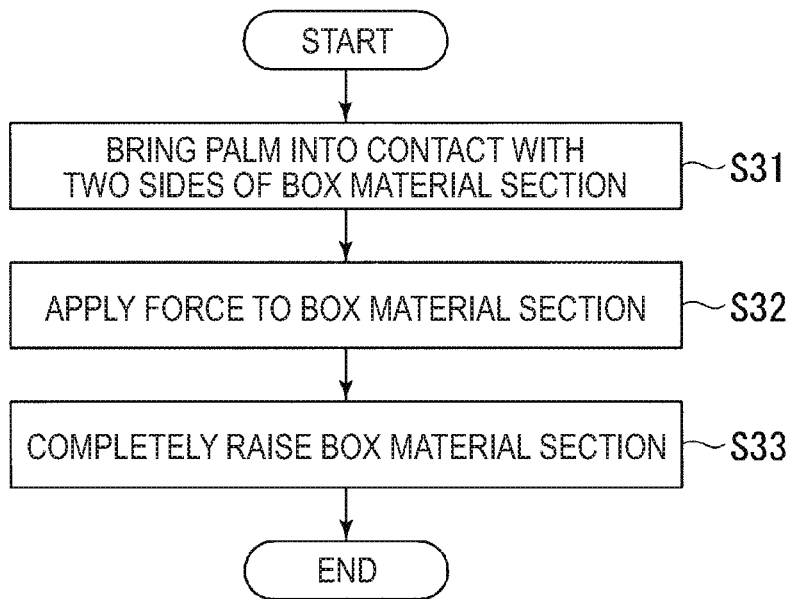 START
BRING PALM INTO CONTACT WITH
TWO SIDES OF BOX MATERIAL SECTION
S31
APPLY FORCE TO BOX MATERIAL SECTION
S32
COMPLETELY RAISE BOX MATERIAL SECTION
S33
END